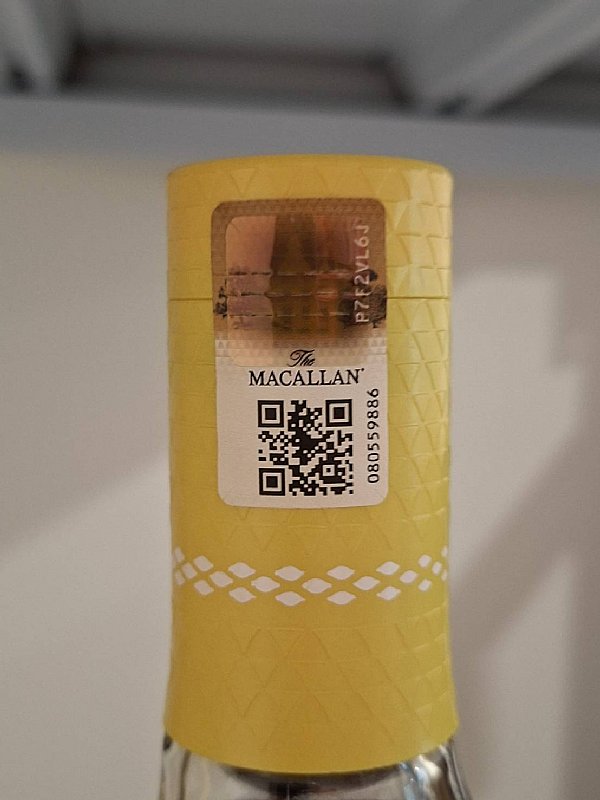 P7F2VL6J
The
MACALLAN
080559886